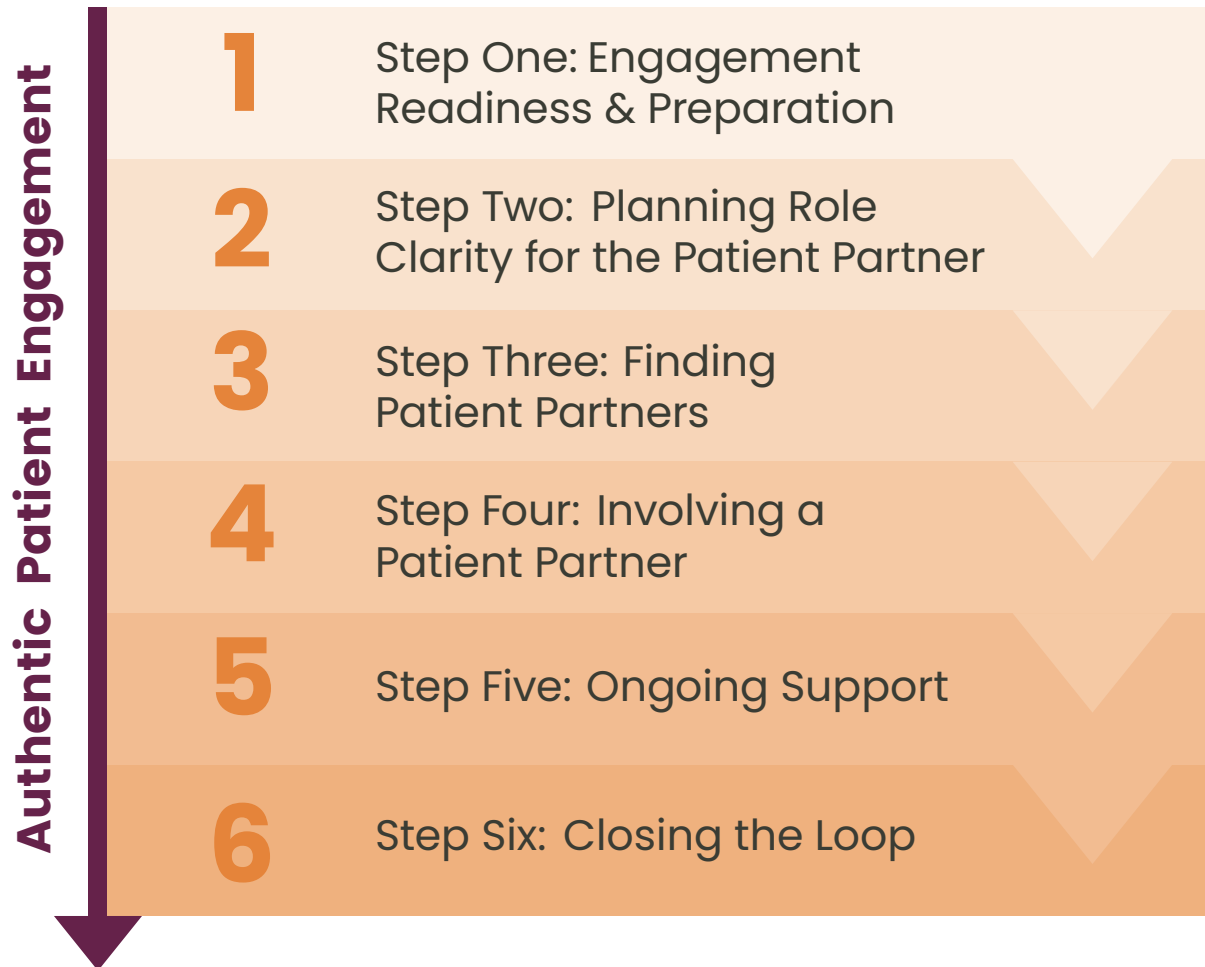 Authentic Patient Engagement
1
Step One: Engagement
Readiness & Preparation
2
Step Two: Planning Role
Clarity for the Patient Partner
3
Step Three: Finding
Patient Partners
4
Step Four: Involving a
Patient Partner
5
Step Five: Ongoing Support
6
Step Six: Closing the Loop